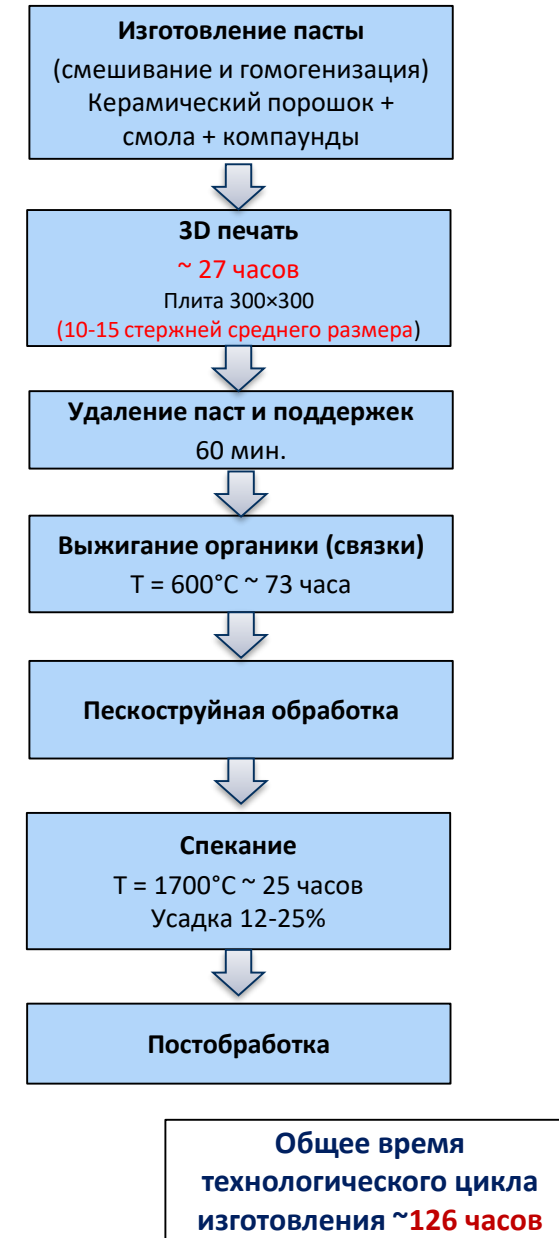 Изготовление пасты
(смешивание и гомогенизация)
Керамический порошок +
смола + компаунды
3D печать
~ 27 часов
Плита 300×300
(10-15 стержней среднего размера)
Удаление паст и поддержек
60 мин.
Выжигание органики (связки)
T = 600°C ~ 73 часа
Пескоструйная обработка
Спекание
T = 1700°C ~ 25 часов
Усадка 12-25%
Постобработка
Общее время
технологического цикла
изготовления ~126 часов